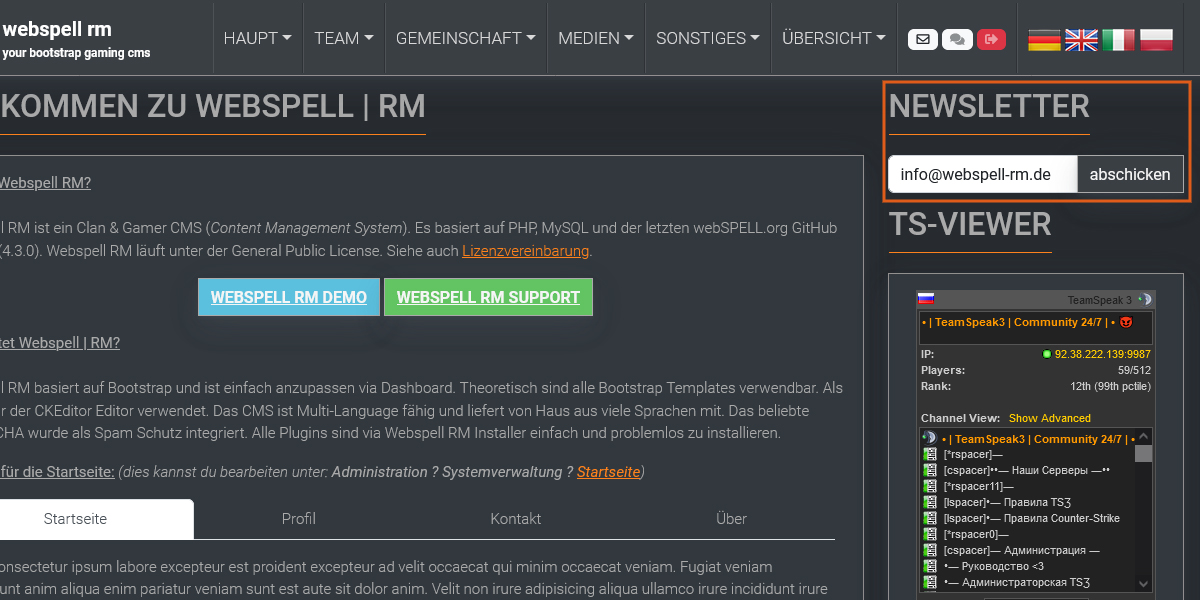 webspell rm
your bootstrap gaming cms
HAUPT
TEAM
GEMEINSCHAFT
MEDIEN
SONSTIGES
ÜBERSICHT
KOMMEN ZU WEBSPELL | RM
Webspell RM?
l RM ist ein Clan & Gamer CMS (Content Management System). Es basiert auf PHP, MySQL und der letzten webSPELL.org GitHub
(4.3.0). Webspell RM läuft unter der General Public License. Siehe auch Lizenzvereinbarung.
WEBSPELL RM DEMO
WEBSPELL RM SUPPORT
tet Webspell | RM?
l RM basiert auf Bootstrap und ist einfach anzupassen via Dashboard. Theoretisch sind alle Bootstrap Templates verwendbar. Als
r der CKEditor Editor verwendet. Das CMS ist Multi-Language fähig und liefert von Haus aus viele Sprachen mit. Das beliebte
CHA wurde als Spam Schutz integriert. Alle Plugins sind via Webspell RM Installer einfach und problemlos zu installieren.
für die Startseite: (dies kannst du bearbeiten unter: Administration ? Systemverwaltung ? Startseite)
Startseite
Profil
Kontakt
Über
onsectetur ipsum labore excepteur est proident excepteur ad velit occaecat qui minim occaecat veniam. Fugiat veniam
unt anim aliqua enim pariatur veniam sunt est aute sit dolor anim. Velit non irure adipisicing aliqua ullamco irure incididunt irure
NEWSLETTER
info@webspell-rm.de
abschicken
TS-VIEWER
TeamSpeak 3
• | TeamSpeak3 | Community 24/7 | •
IP: 92.38.222.139:9987
Players: 59/512
Rank: 12th (99th pctile)
Channel View: Show Advanced
• | TeamSpeak3 | Community 24/7 | •
[*rspacer]—
[cspacer]••— Наши Серверы —••
[*rspacer11]—
[lspacer]•— Правила TSӠ
[lspacer]•— Правила Counter-Strike
[*rspacer0]—
[cspacer]— Администрация —
•— Руководство <3
•— Администраторская TSӠ